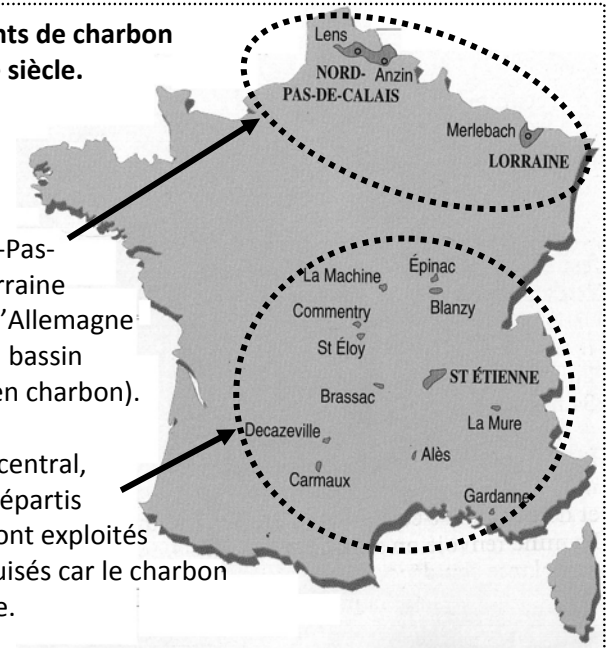 nts de charbon
siècle.
Lens
Anzin
NORD-
PAS-DE-CALAIS
Merlebach
LORRAINE
-Pas-
rraine
'Allemagne
bassin
en charbon).
La Machine
Épinac
Commentry
Blanzy
St Éloy
Brassac
ST ÉTIENNE
La Mure
Decazeville
Alès
Carmaux
Gardanne
central,
épartis
ont exploités
uisés car le charbon
e.